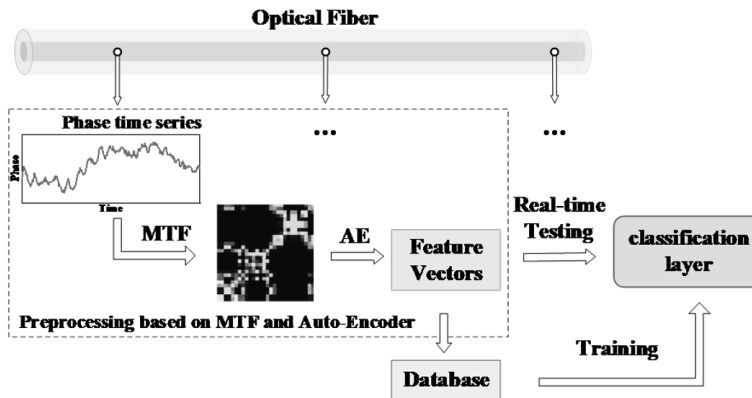 Optical Fiber
Phase time series
...
...
Phase
Time
MTF
AE
Feature
Vectors
Real-time
Testing
classification
layer
Preprocessing based on MTF and Auto-Encoder
Database
Training